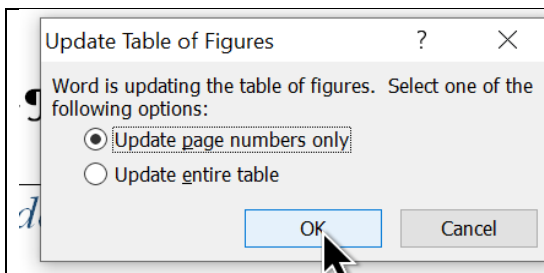 Update Table of Figures
Word is updating the table of figures. Select one of the
following options:
Update page numbers only
Update entire table
OK
Cancel